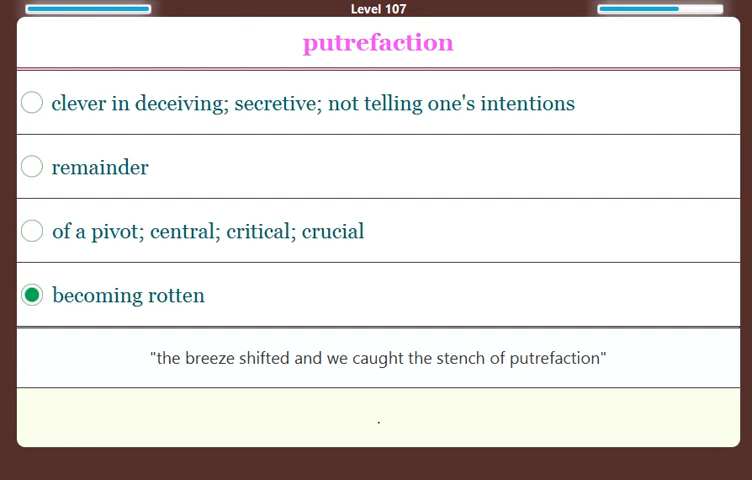 Level 107
putrefaction
clever in deceiving; secretive; not telling one's intentions
remainder
of a pivot; central; critical; crucial
becoming rotten
"the breeze shifted and we caught the stench of putrefaction"
.